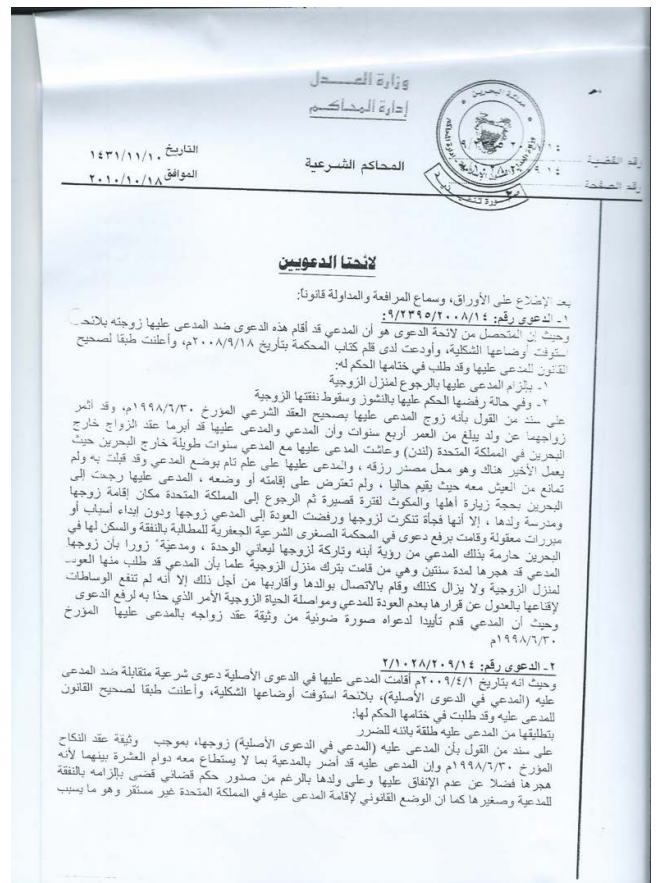 وزارة العــدل
إدارة المحاكم
مملكة البحرين
التاريخ ١٤٣١/١١/١٠
الموافق ٢٠١٠/١٠/١٨
المحاكم الشرعية
رقم القضية
رقم الصفحة
صورة تنفيذية
لائحتا الدعويين
بعد الإطلاع على الأوراق، وسماع المرافعة والمداولة قانوناً:
١- الدعوى رقم: ٩/٢٣٩٥/٢٠٠٨/١٤:
وحيث إن المتحصل من لائحة الدعوى هو أن المدعي قد أقام هذه الدعوى ضد المدعى عليها زوجته بلائحة
استوفت أوضاعها الشكلية، وأودعت لدى قلم كتاب المحكمة بتأريخ ٢٠٠٨/٩/١٨م، وأعلنت طبقا لصحيح
القانون للمدعى عليها وقد طلب في ختامها الحكم له:
١- بإلزام المدعى عليها بالرجوع لمنزل الزوجية
٢- وفي حالة رفضها الحكم عليها بالنشوز وسقوط نفقتها الزوجية
على سند من القول بأنه زوج المدعى عليها بصحيح العقد الشرعي المؤرخ ١٩٩٨/٦/٣٠م، وقد أثمر
زواجهما عن ولد يبلغ من العمر أربع سنوات وأن المدعي والمدعى عليها قد أبرما عقد الزواج خارج
البحرين في المملكة المتحدة (لندن) وعاشت المدعى عليها مع المدعي سنوات طويلة خارج البحرين حيث
يعمل الأخير هناك وهو محل مصدر رزقه ، والمدعى عليها على علم تام بوضع المدعي وقد قبلت به ولم
تمانع من العيش معه حيث يقيم حاليا ، ولم تعترض على إقامته أو وضعه ، المدعى عليها رجعت إلى
البحرين بحجة زيارة أهلها والمكوث لفترة قصيرة ثم الرجوع إلى المملكة المتحدة مكان إقامة زوجها
ومدرسة ولدها ، إلا أنها فجأة تنكرت لزوجها ورفضت العودة إلى المدعي زوجها ودون إبداء أسباب أو
مبررات معقولة وقامت برفع دعوى في المحكمة الصغرى الشرعية الجعفرية للمطالبة بالنفقة والسكن لها في
البحرين حارمة بذلك المدعي من رؤية أبنه وتاركة لزوجها ليعاني الوحدة ، ومدعيّة زورا بأن زوجها
المدعي قد هجرها لمدة سنتين وهي من قامت بترك منزل الزوجية علما بأن المدعي قد طلب منها العودة
لمنزل الزوجية ولا يزال كذلك وقام بالاتصال بوالدها وأقاربها من أجل ذلك إلا أنه لم تنفع الوساطات
لإقناعها بالعدول عن قرارها بعدم العودة للمدعي ومواصلة الحياة الزوجية الأمر الذي حذا به لرفع الدعوى
وحيث أن المدعي قدم تأييدا لدعواه صورة ضوئية من وثيقة عقد زواجه بالمدعى عليها المؤرخ
١٩٩٨/٦/٣٠م
٢- الدعوى رقم: ٢/١٠٢٨/٢٠٩/١٤
وحيث انه بتاريخ ٢٠٠٩/٤/١م أقامت المدعى عليها في الدعوى الأصلية دعوى شرعية متقابلة ضد المدعى
عليه (المدعي في الدعوى الأصلية)، بلائحة استوفت أوضاعها الشكلية، وأعلنت طبقا لصحيح القانون
للمدعى عليه وقد طلبت في ختامها الحكم لها:
بتطليقها من المدعى عليه طلقة بائنه للضرر
على سند من القول بأن المدعى عليه (المدعي في الدعوى الأصلية) زوجها، بموجب وثيقة عقد النكاح
المؤرخ ١٩٩٨/٦/٣٠م وإن المدعى عليه قد أضر بالمدعية بما لا يستطاع معه دوام العشرة بينهما لأنه
هجرها فضلا عن عدم الإنفاق عليها وعلى ولدها بالرغم من صدور حكم قضائي قضى بإلزامه بالنفقة
للمدعية وصغيرها كما ان الوضع القانوني لإقامة المدعى عليه في المملكة المتحدة غير مستقر وهو ما يسبب